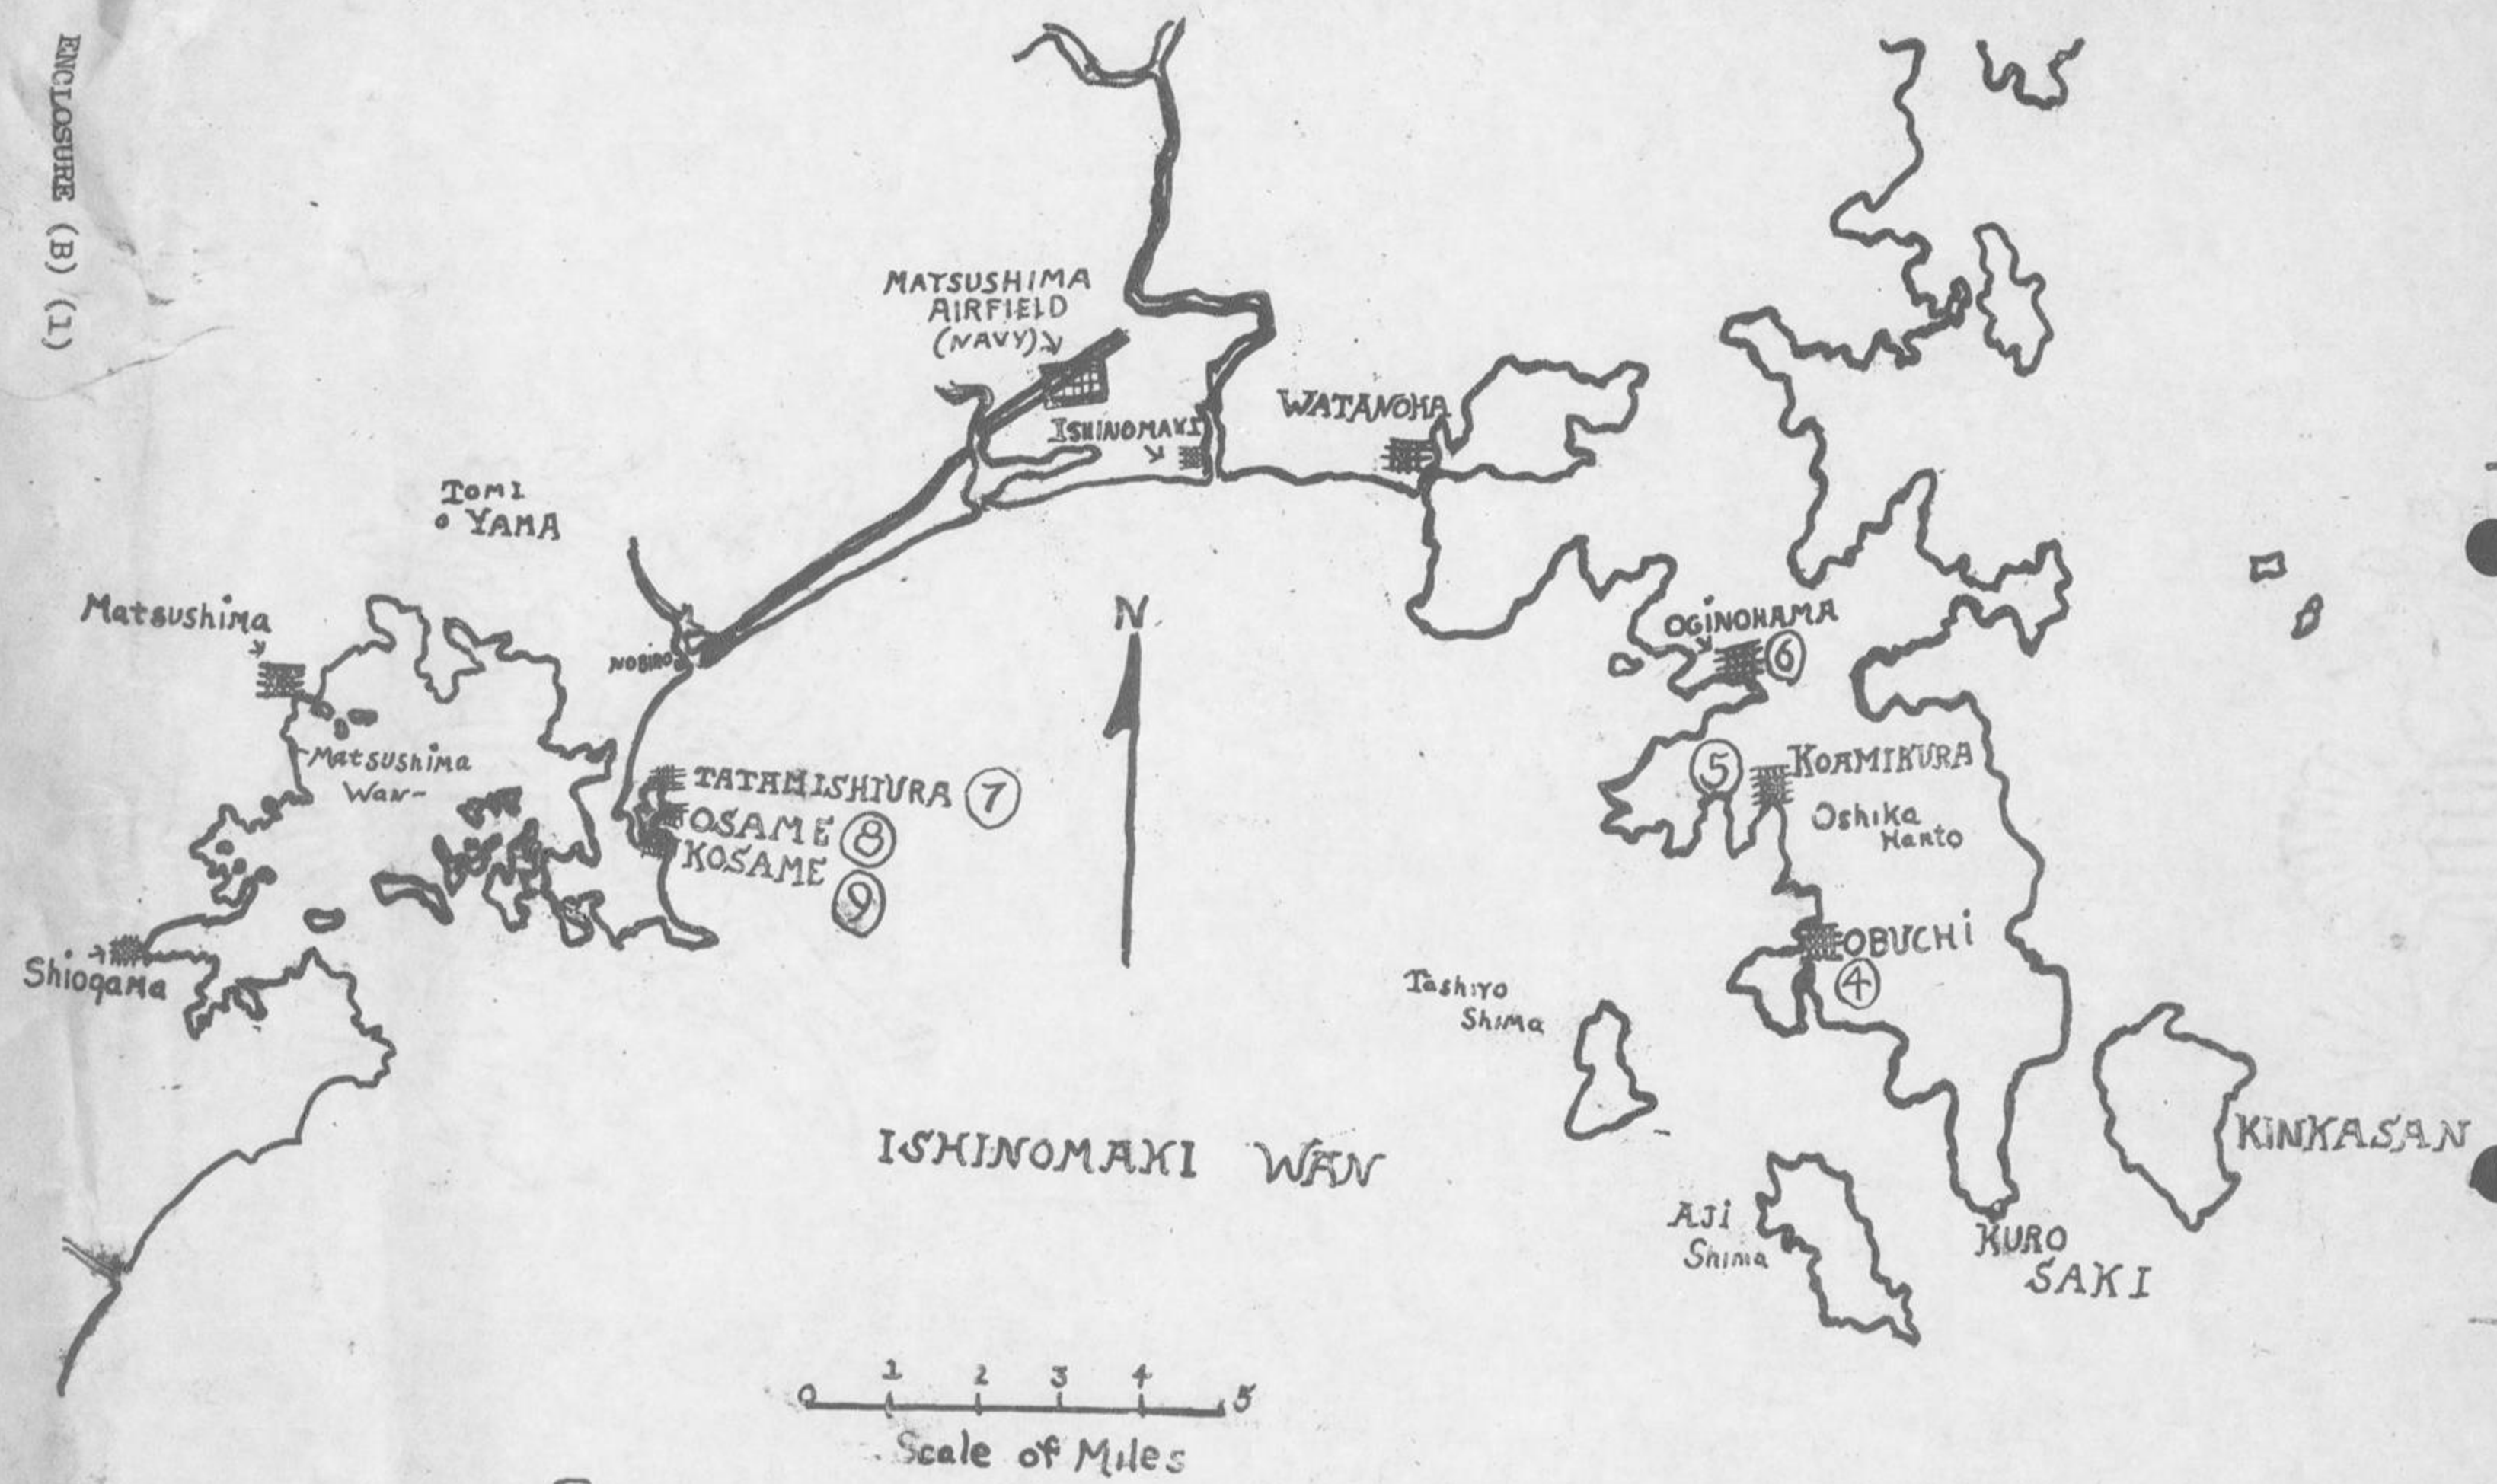 ENCLOSURE (B) (1)
MATSUSHIMA
AIRFIELD
(NAVY)
WATANOHA
ISHINOMAKI
TOMI
YAMA
Matsushima
NOBIRO
N
OGINOHAMA
6
-Matsushima
Wan-
TATAMISHIURA 7
OSAME 8
KOSAME
9
5 KOAMIKURA
Oshika
Hanto
OBUCHI
4
Shiogama
Tashiro
Shima
ISHINOMAKI WAN
KINKASAN
AJI
Shima
KURO
SAKI
0 1 2 3 4 5
Scale of Miles